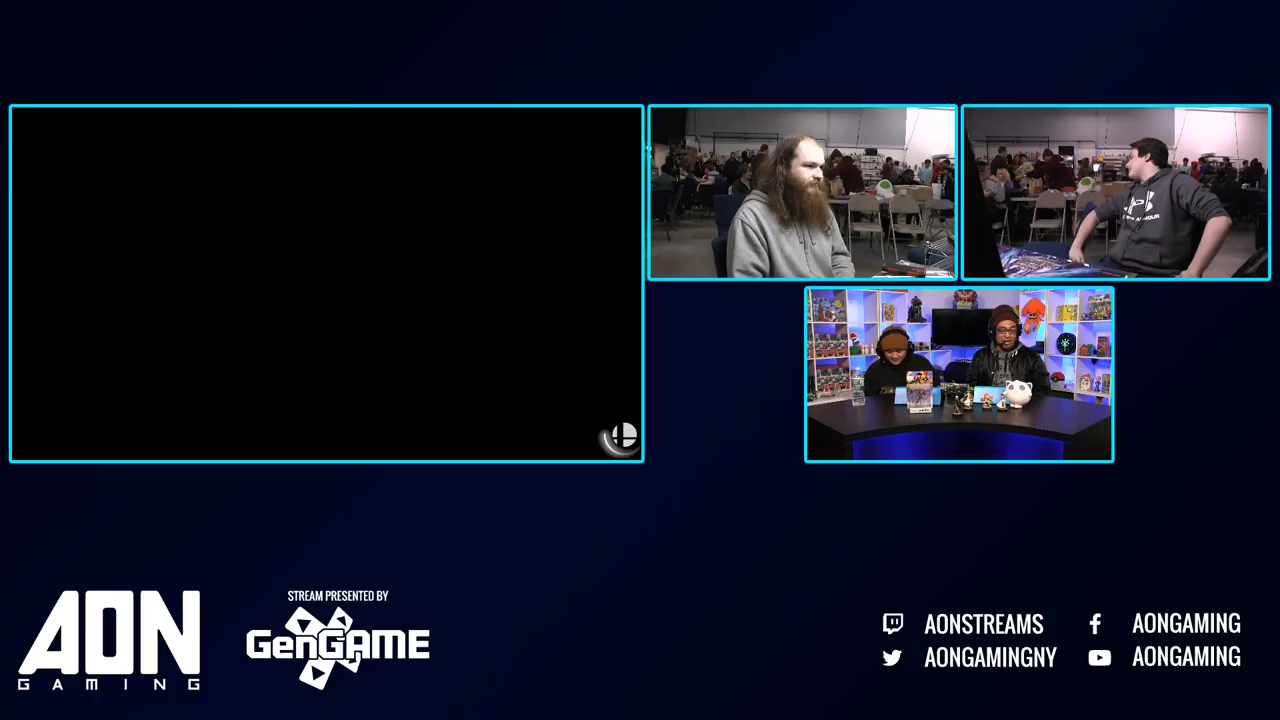 AON
GAMING
STREAM PRESENTED BY
GENGAME
AONSTREAMS
AONGAMING
AONGAMINGNY
AONGAMING